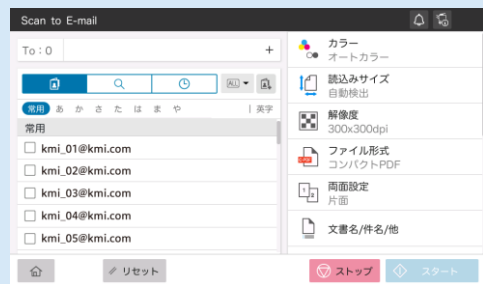 Scan to E-mail
To : 0
+
ALL
常用 あ か さ た は ま や 英字
常用
kmi_01@kmi.com
kmi_02@kmi.com
kmi_03@kmi.com
kmi_04@kmi.com
kmi_05@kmi.com
カラー
オートカラー
読込みサイズ
自動検出
解像度
300x300dpi
ファイル形式
コンパクトPDF
両面設定
片面
文書名/件名/他
リセット
ストップ
スタート